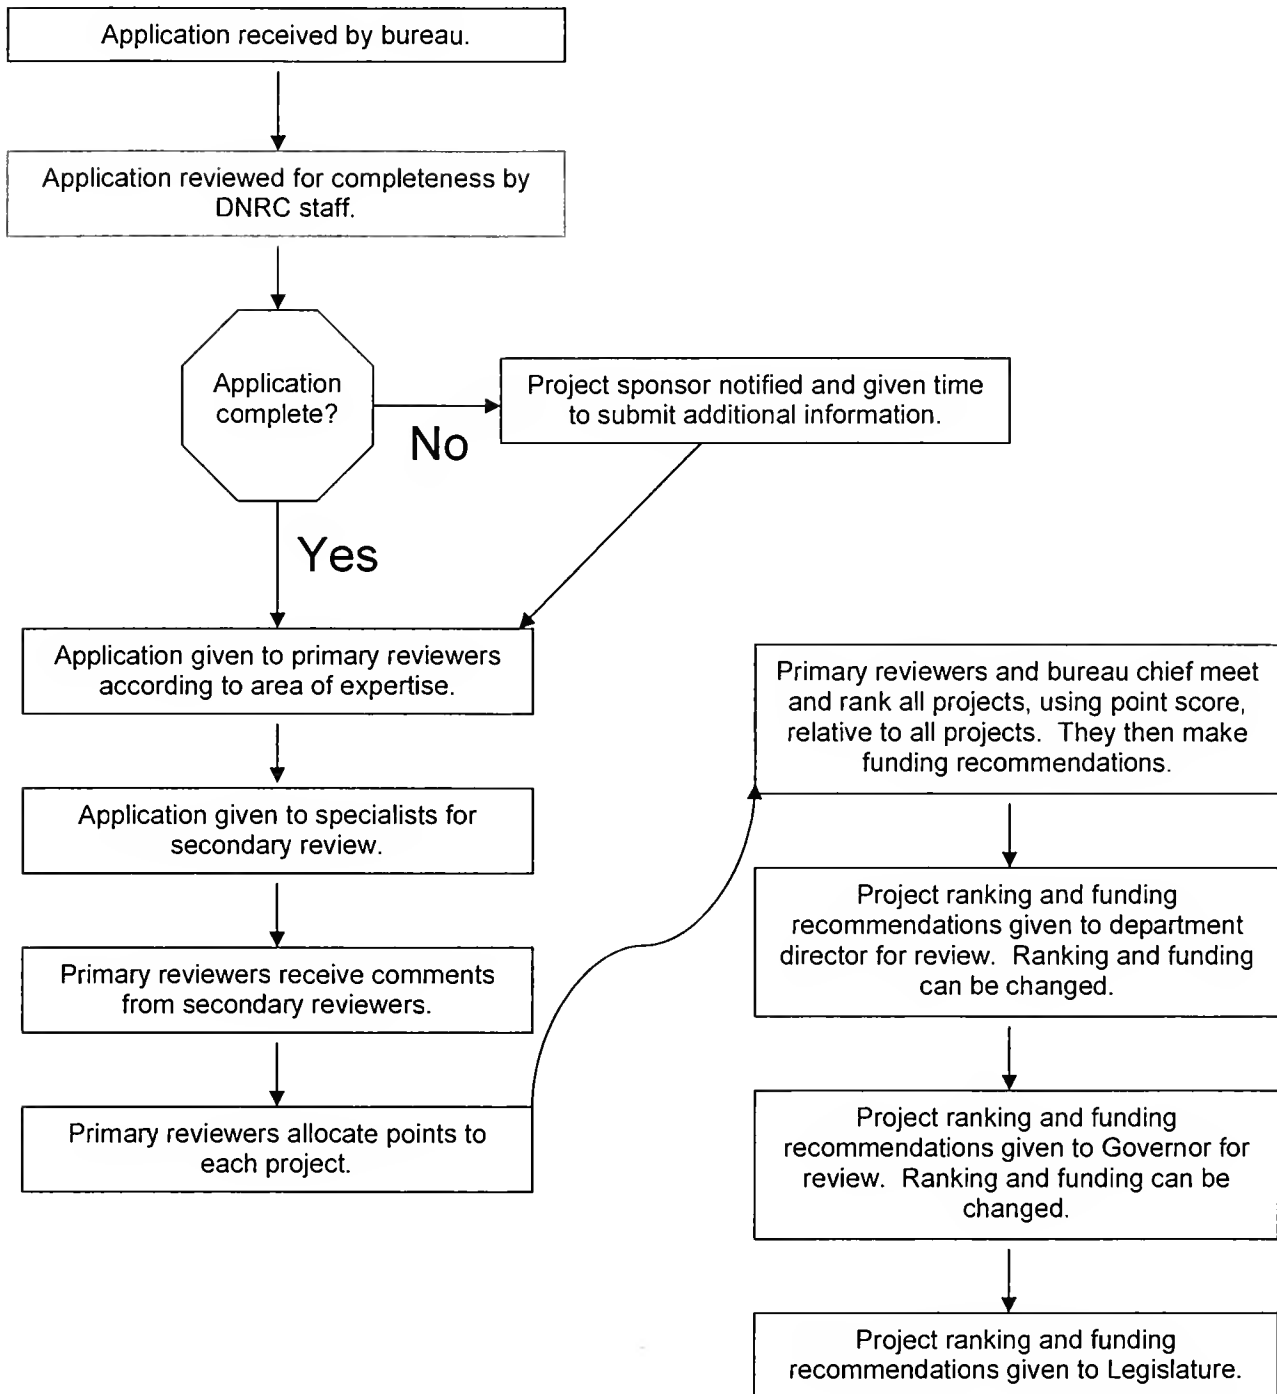 Application received by bureau.
Application reviewed for completeness by
DNRC staff.
Application
complete?
No
Project sponsor notified and given time
to submit additional information.
Yes
Application given to primary reviewers
according to area of expertise.
Application given to specialists for
secondary review.
Primary reviewers receive comments
from secondary reviewers.
Primary reviewers allocate points to
each project.
Primary reviewers and bureau chief meet
and rank all projects, using point score,
relative to all projects.  They then make
funding recommendations.
Project ranking and funding
recommendations given to department
director for review.  Ranking and funding
can be changed.
Project ranking and funding
recommendations given to Governor for
review.  Ranking and funding can be
changed.
Project ranking and funding
recommendations given to Legislature.